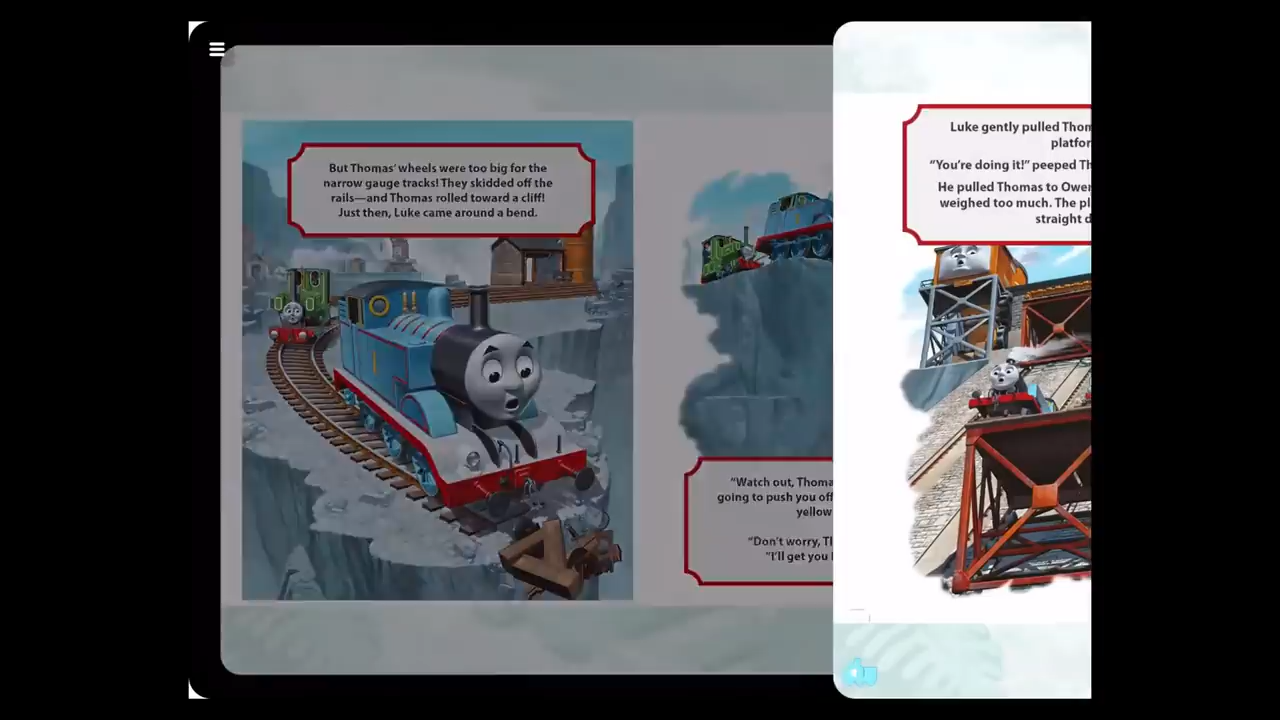 But Thomas' wheels were too big for the
narrow gauge tracks! They skidded off the
rails—and Thomas rolled toward a cliff!
Just then, Luke came around a bend.
"Watch out, Thoma
going to push you off
yellow
"Don't worry, Tl
"I'll get you
Luke gently pulled Thom
platfor
"You're doing it!" peeped Th
He pulled Thomas to Ower
weighed too much. The pl
straight d